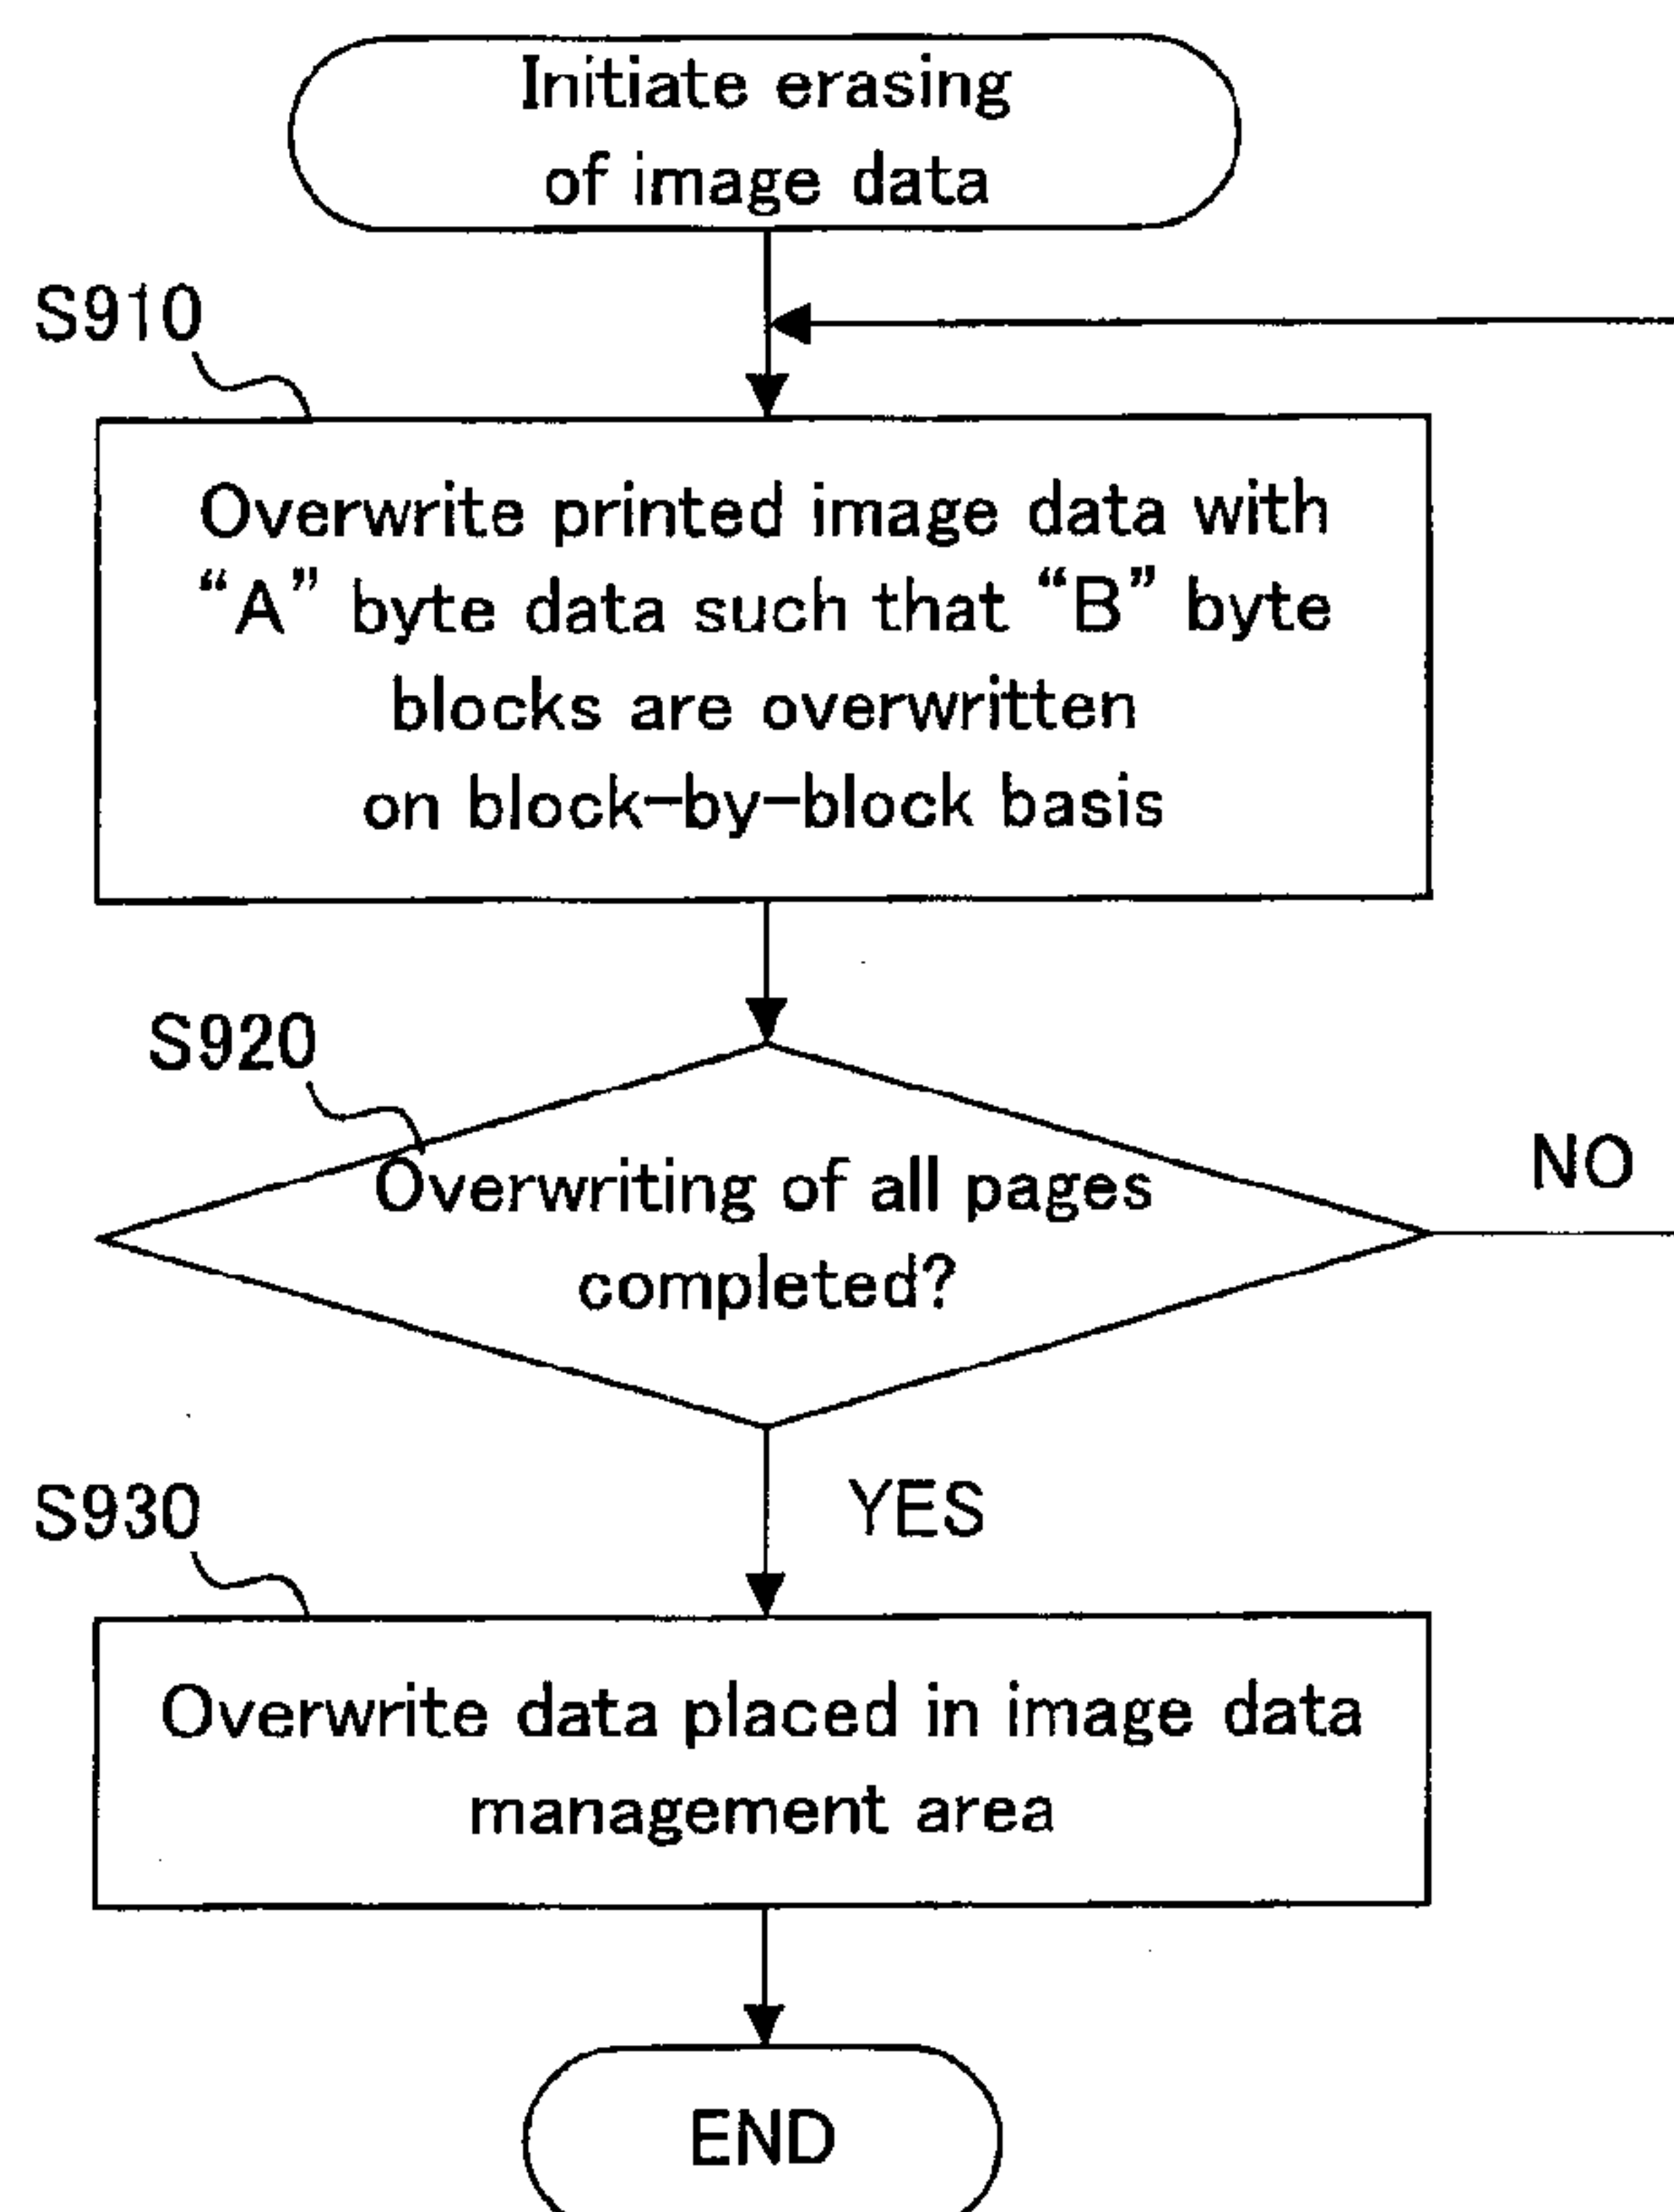 Initiate erasing
of image data
S910
Overwrite printed image data with
“A” byte data such that “B” byte
blocks are overwritten
on block-by-block basis
S920
Overwriting of all pages
completed?
NO
YES
S930
Overwrite data placed in image data
management area
END